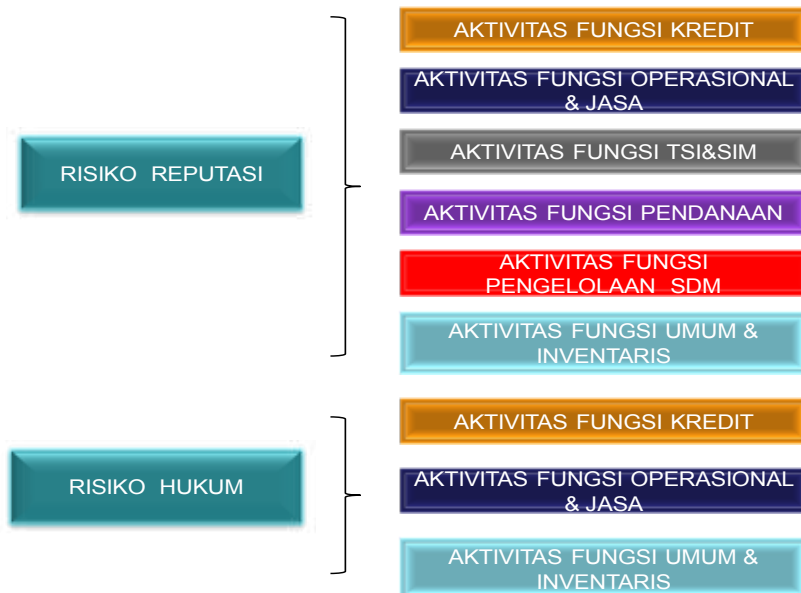 RISIKO REPUTASI
AKTIVITAS FUNGSI KREDIT
AKTIVITAS FUNGSI OPERASIONAL
& JASA
AKTIVITAS FUNGSI TSI&SIM
AKTIVITAS FUNGSI PENDANAAN
AKTIVITAS FUNGSI
PENGELOLAAN SDM
AKTIVITAS FUNGSI UMUM &
INVENTARIS
RISIKO HUKUM
AKTIVITAS FUNGSI KREDIT
AKTIVITAS FUNGSI OPERASIONAL
& JASA
AKTIVITAS FUNGSI UMUM &
INVENTARIS